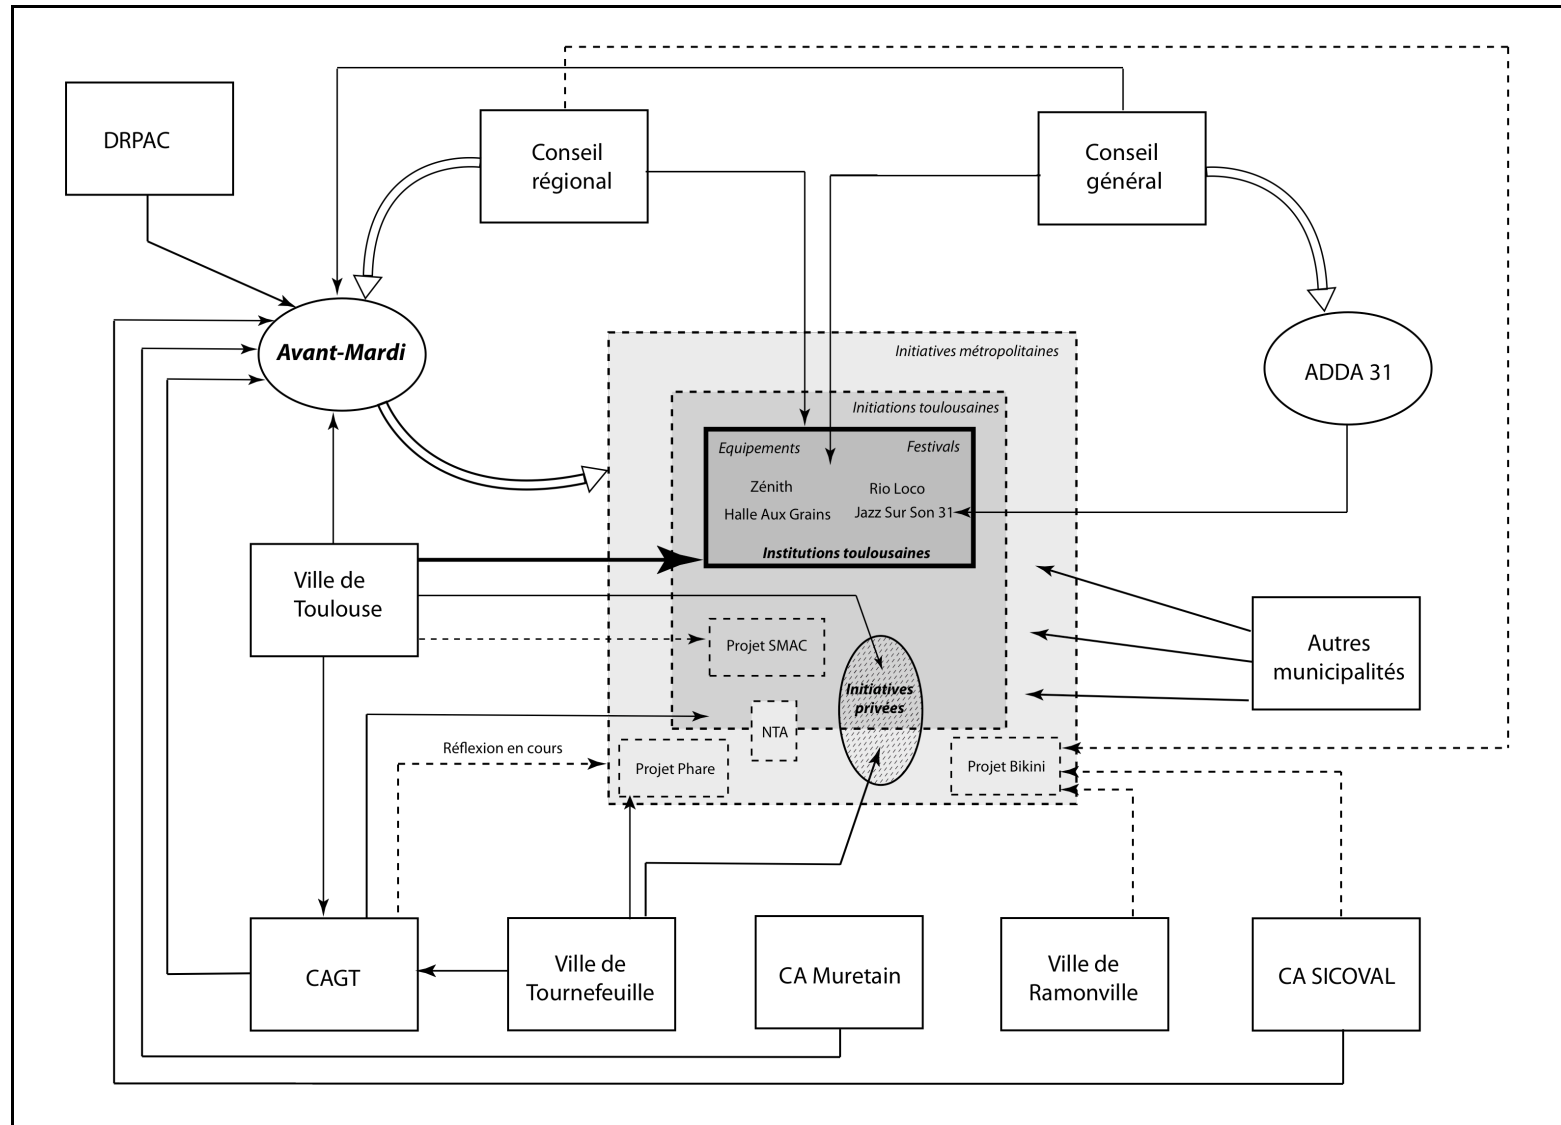 DRPAC
Conseil
régional
Conseil
général
Avant-Mardi
ADDA 31
Initiatives métropolitaines
Initiations toulousaines
Equipements
Festivals
Zénith
Rio Loco
Halle Aux Grains
Jazz Sur Son 31
Institutions toulousaines
Ville de
Toulouse
Projet SMAC
Autres
municipalités
Initiatives
privées
NTA
Réflexion en cours
Projet Phare
Projet Bikini
CAGT
Ville de
Tournefeuille
CA Muretain
Ville de
Ramonville
CA SICOVAL